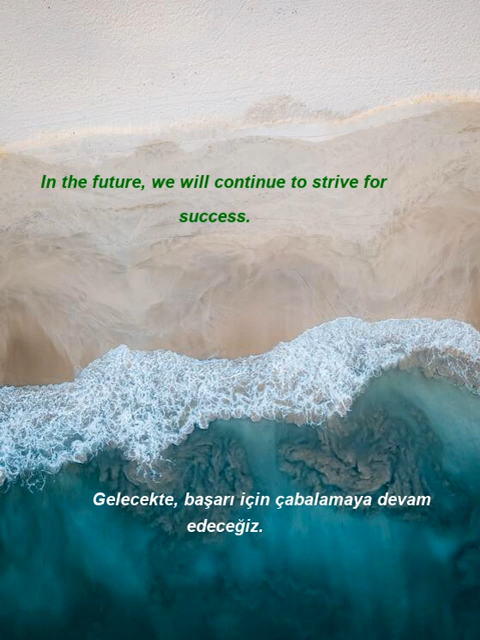 In the future, we will continue to strive for
success.
Gelecekte, başarı için çabalamaya devam
edeceğiz.